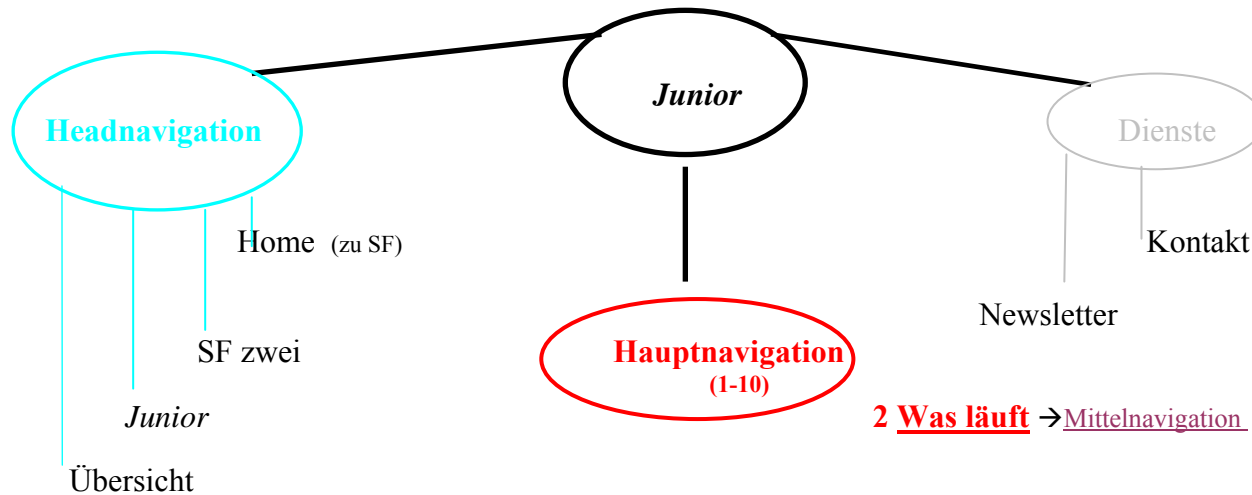 Junior
Headnavigation
Dienste
Home (zu SF)
Kontakt
Newsletter
SF zwei
Hauptnavigation
(1-10)
Junior
2 Was läuft →Mittelnavigation
Übersicht